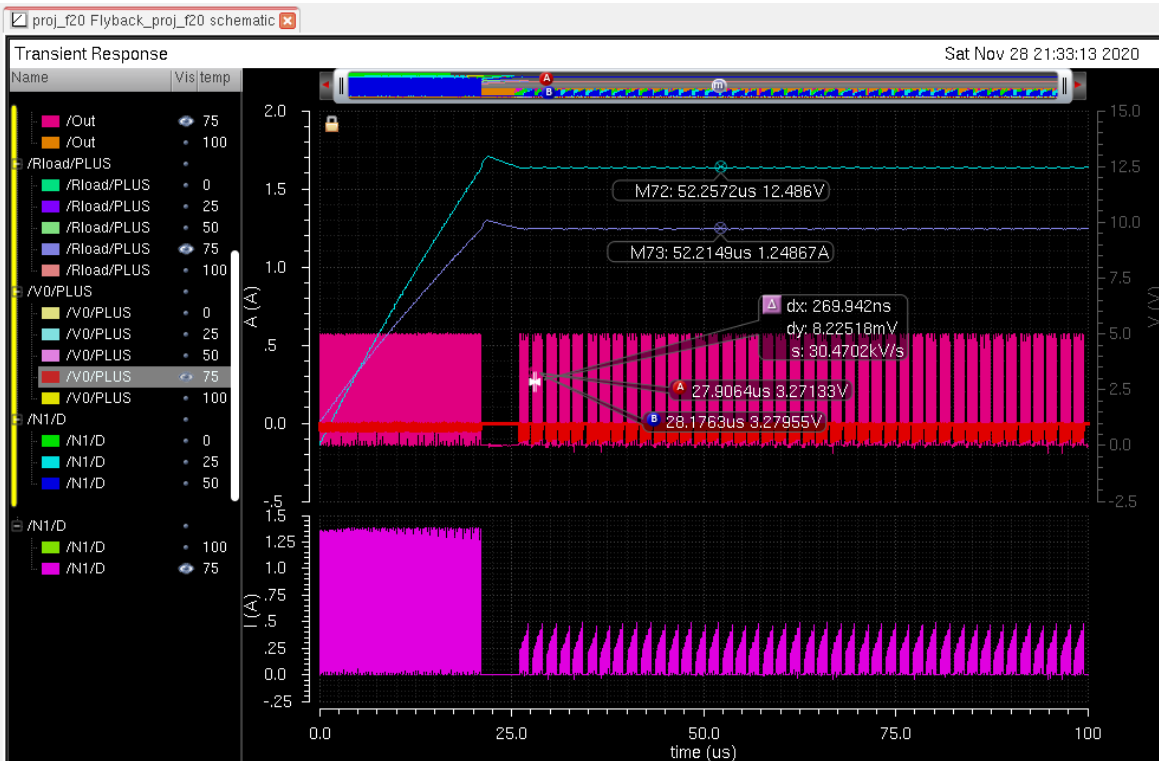 proj_f20 Flyback_proj_f20 schematic
Transient Response
Sat Nov 28 21:33:13 2020
Name Vis temp
/Out 75
/Out 100
/Rload/PLUS
/Rload/PLUS 0
/Rload/PLUS 25
/Rload/PLUS 50
/Rload/PLUS 75
/Rload/PLUS 100
/V0/PLUS
/V0/PLUS 0
/V0/PLUS 25
/V0/PLUS 50
/V0/PLUS 75
/V0/PLUS 100
/N1/D
/N1/D 0
/N1/D 25
/N1/D 50
/N1/D
/N1/D 100
/N1/D 75
A
B
m
2.0
1.5
1.0
.5
0.0
-.5
A (A)
15.0
12.5
10.0
7.5
5.0
2.5
0.0
-2.5
V (V)
M72: 52.2572us 12.486V
M73: 52.2149us 1.24867A
Δ dx: 269.942ns
dy: 8.22518mV
s: 30.4702kV/s
A 27.9064us 3.27133V
B 28.1763us 3.27955V
1.5
1.25
1.0
.75
.5
.25
0.0
-.25
I (A)
0.0 25.0 50.0 75.0 100
time (us)